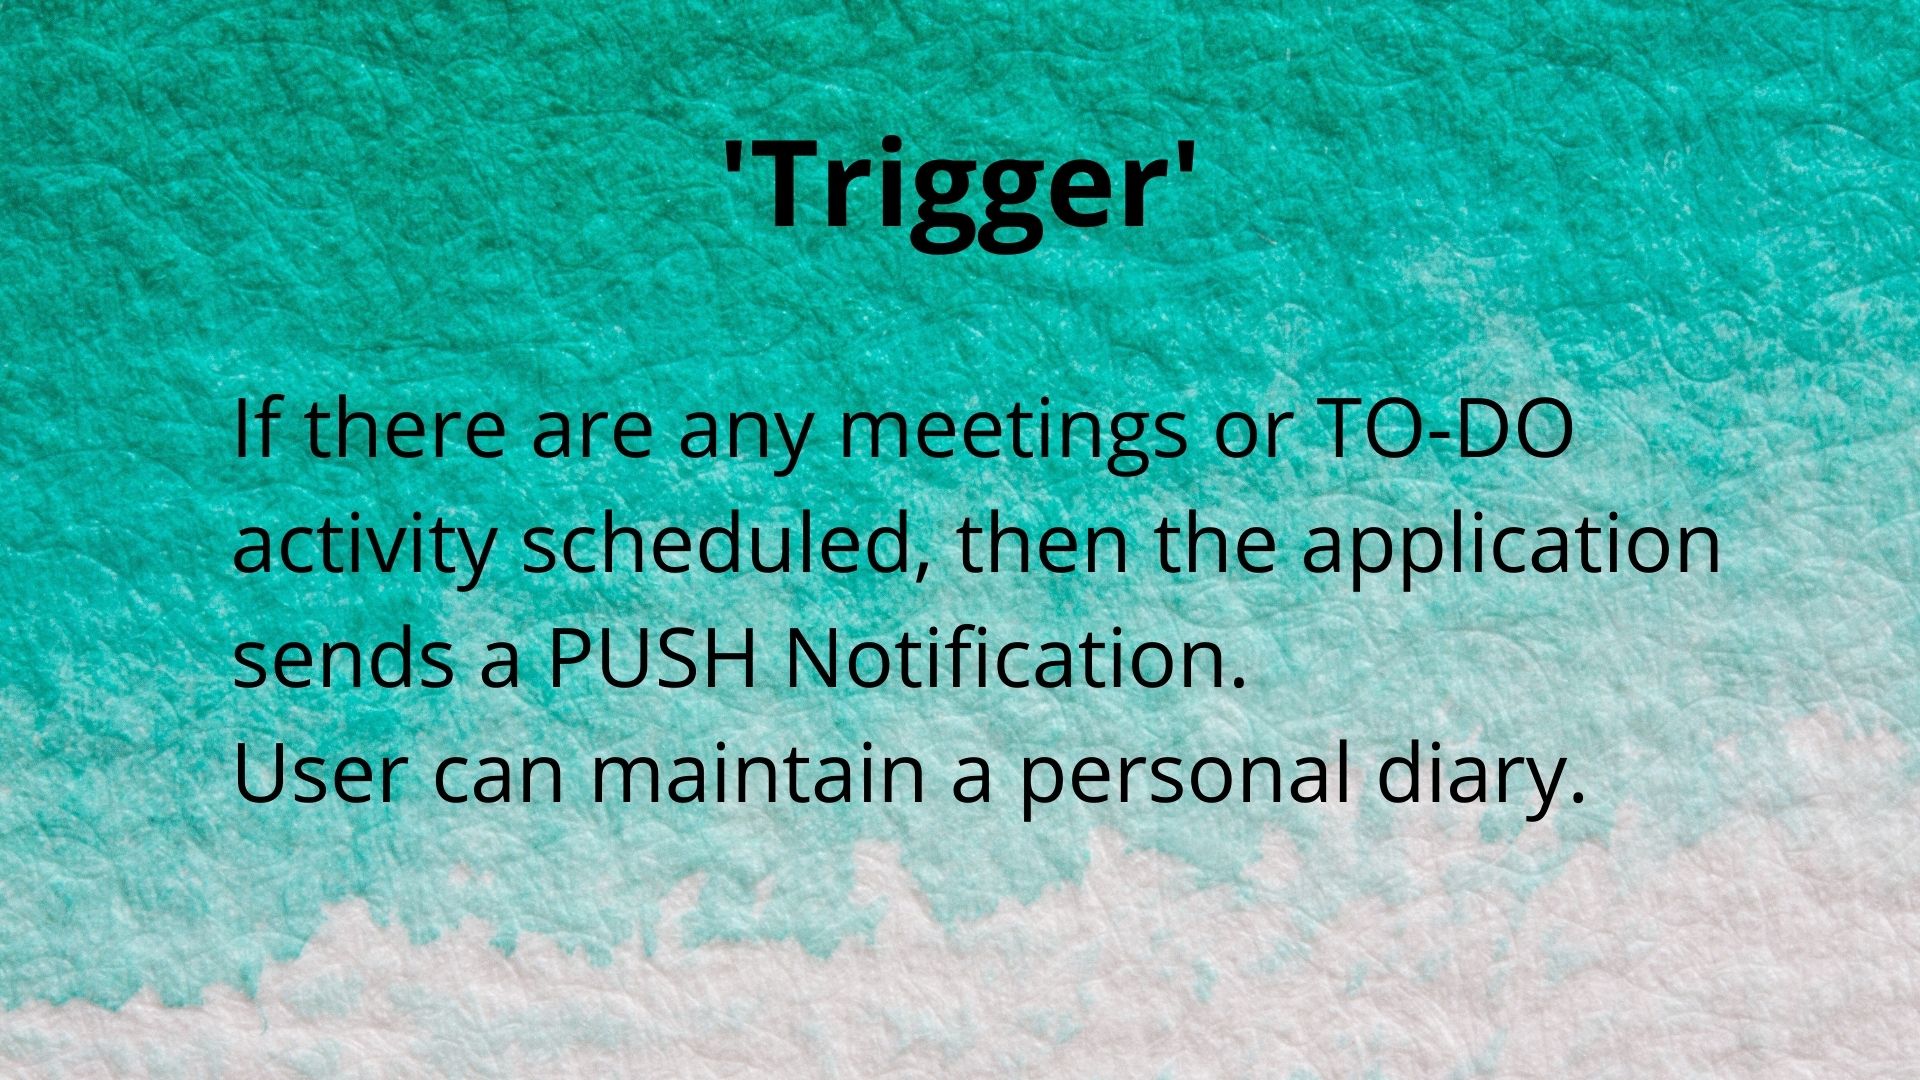 'Trigger'
If there are any meetings or TO-DO
activity scheduled, then the application
sends a PUSH Notification.
User can maintain a personal diary.